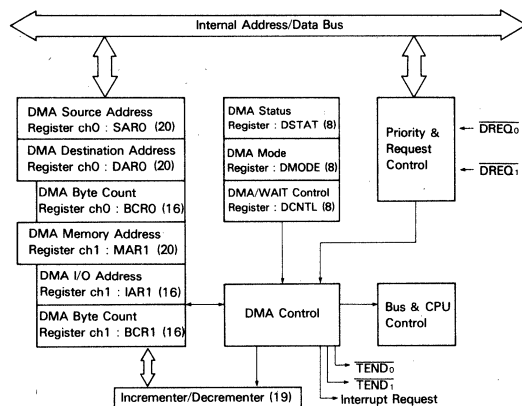 Internal Address/Data Bus
DMA Source Address
Register ch0 : SAR0 (20)
DMA Destination Address
Register ch0 : DAR0 (20)
DMA Byte Count
Register ch0 : BCR0 (16)
DMA Memory Address
Register ch1 : MAR1 (20)
DMA I/O Address
Register ch1 : IAR1 (16)
DMA Byte Count
Register ch1 : BCR1 (16)
DMA Status
Register : DSTAT (8)
DMA Mode
Register : DMODE (8)
DMA/WAIT Control
Register : DCNTL (8)
Priority &
Request
Control
DREQ0
DREQ1
DMA Control
Bus & CPU
Control
TEND0
TEND1
Interrupt Request
Incrementer/Decrementer (19)